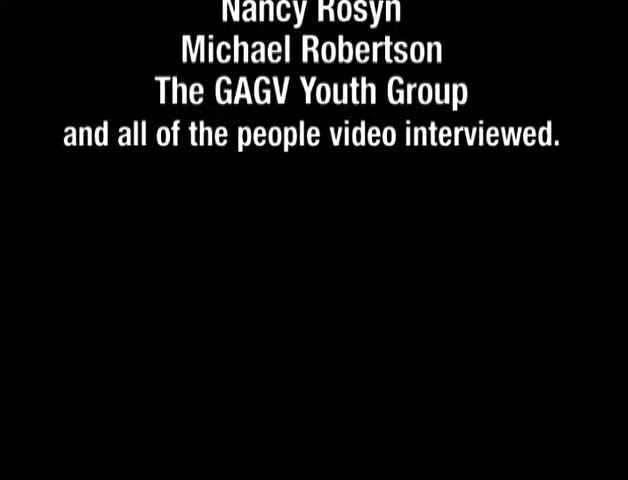 Nancy Rosyn
Michael Robertson
The GAGV Youth Group
and all of the people video interviewed.